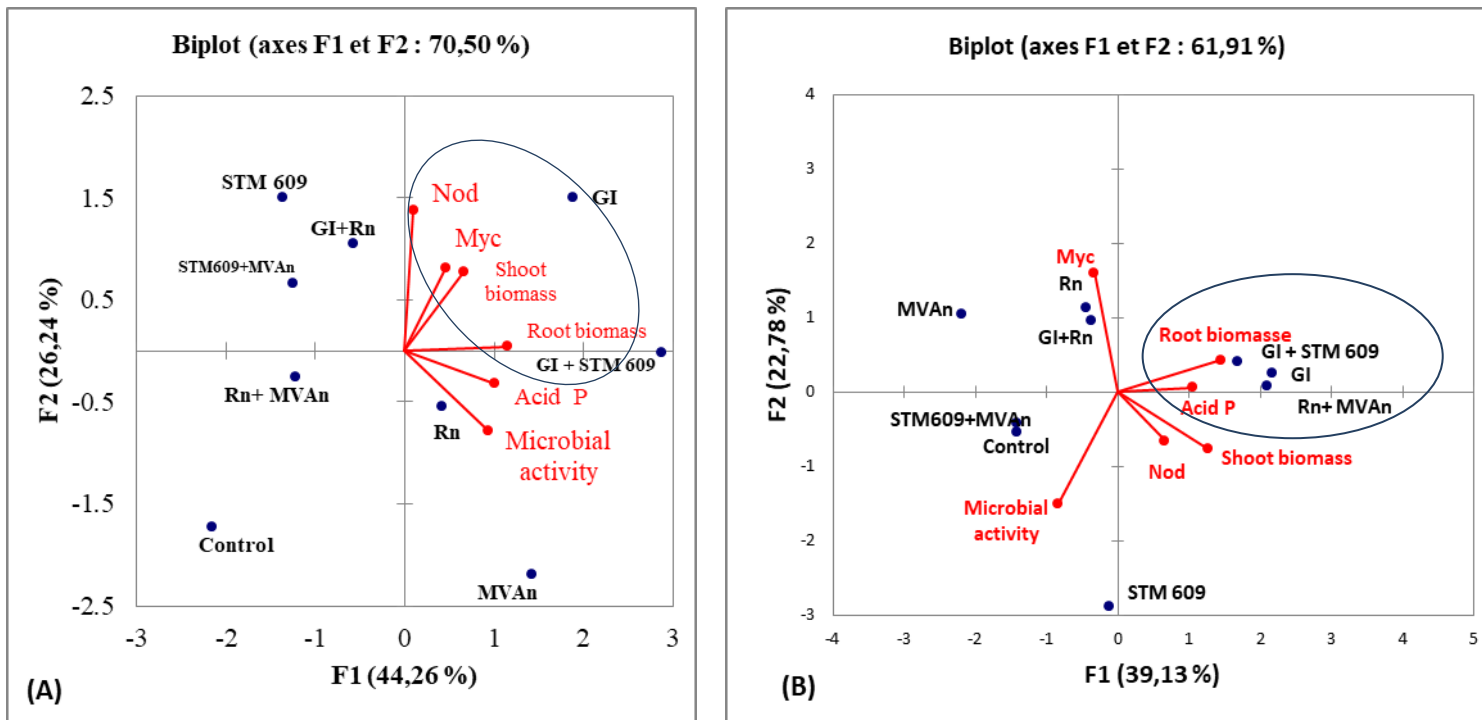 Biplot (axes F1 et F2 : 70,50 %)
2.5
1.5
0.5
-0.5
-1.5
-2.5
F2 (26,24 %)
STM 609
GI+Rn
STM609+MVAn
Rn+ MVAn
Control
Nod
Myc
Shoot
biomass
Root biomass
GI
GI + STM 609
Acid P
Rn
Microbial
activity
MVAn
-3
-2
-1
0
1
2
3
F1 (44,26 %)
(A)
Biplot (axes F1 et F2 : 61,91 %)
4
3
2
1
0
-1
-2
-3
F2 (22,78 %)
Myc
Rn
MVAn
GI+Rn
Root biomasse
GI + STM 609
GI
Acid P
Rn+ MVAn
STM609+MVAn
Control
Nod
Shoot biomass
Microbial
activity
STM 609
-4
-3
-2
-1
0
1
2
3
4
5
F1 (39,13 %)
(B)